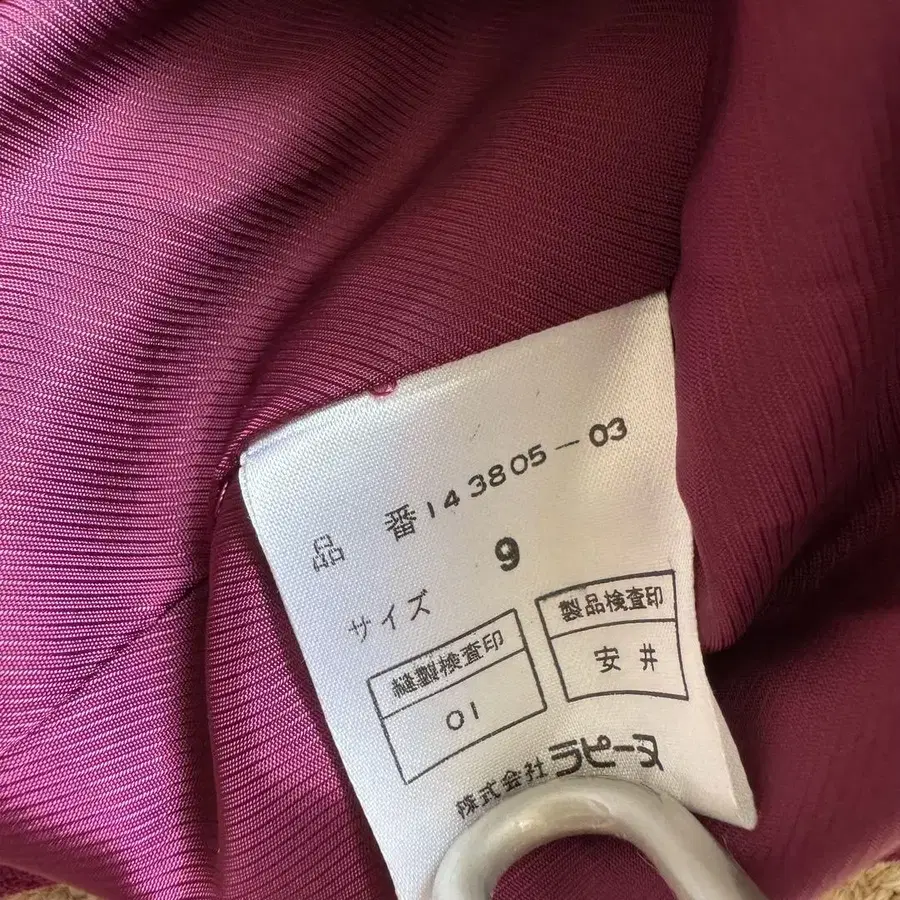 品 番 143805-03
サイズ 9
縫製検査印
01
製品検査印
安井
株式会社 ラピーヌ